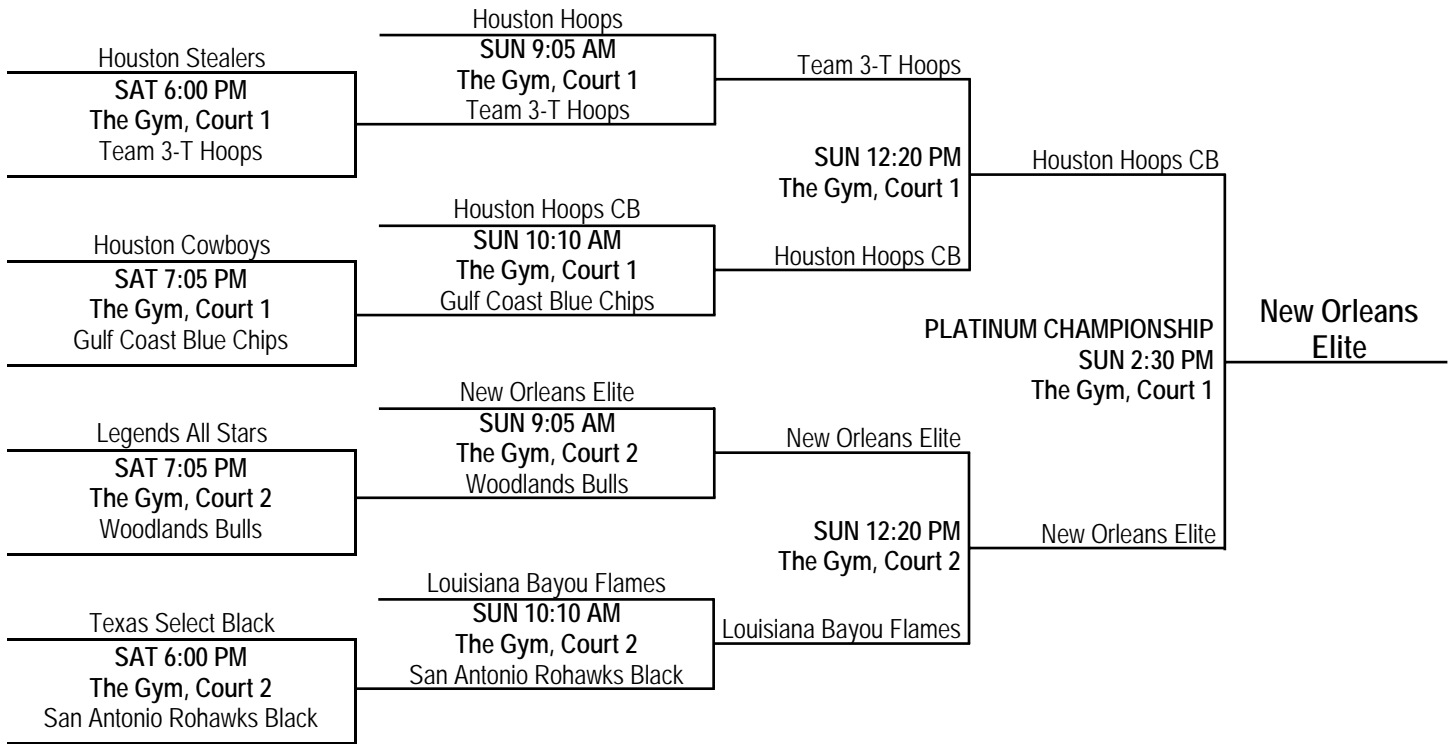 Houston Stealers
SAT 6:00 PM
The Gym, Court 1
Team 3-T Hoops
Houston Cowboys
SAT 7:05 PM
The Gym, Court 1
Gulf Coast Blue Chips
Legends All Stars
SAT 7:05 PM
The Gym, Court 2
Woodlands Bulls
Texas Select Black
SAT 6:00 PM
The Gym, Court 2
San Antonio Rohawks Black
Houston Hoops
SUN 9:05 AM
The Gym, Court 1
Team 3-T Hoops
Houston Hoops CB
SUN 10:10 AM
The Gym, Court 1
Gulf Coast Blue Chips
New Orleans Elite
SUN 9:05 AM
The Gym, Court 2
Woodlands Bulls
Louisiana Bayou Flames
SUN 10:10 AM
The Gym, Court 2
San Antonio Rohawks Black
Team 3-T Hoops
SUN 12:20 PM
The Gym, Court 1
Houston Hoops CB
New Orleans Elite
SUN 12:20 PM
The Gym, Court 2
Louisiana Bayou Flames
Houston Hoops CB
PLATINUM CHAMPIONSHIP
SUN 2:30 PM
The Gym, Court 1
New Orleans Elite
New Orleans
Elite